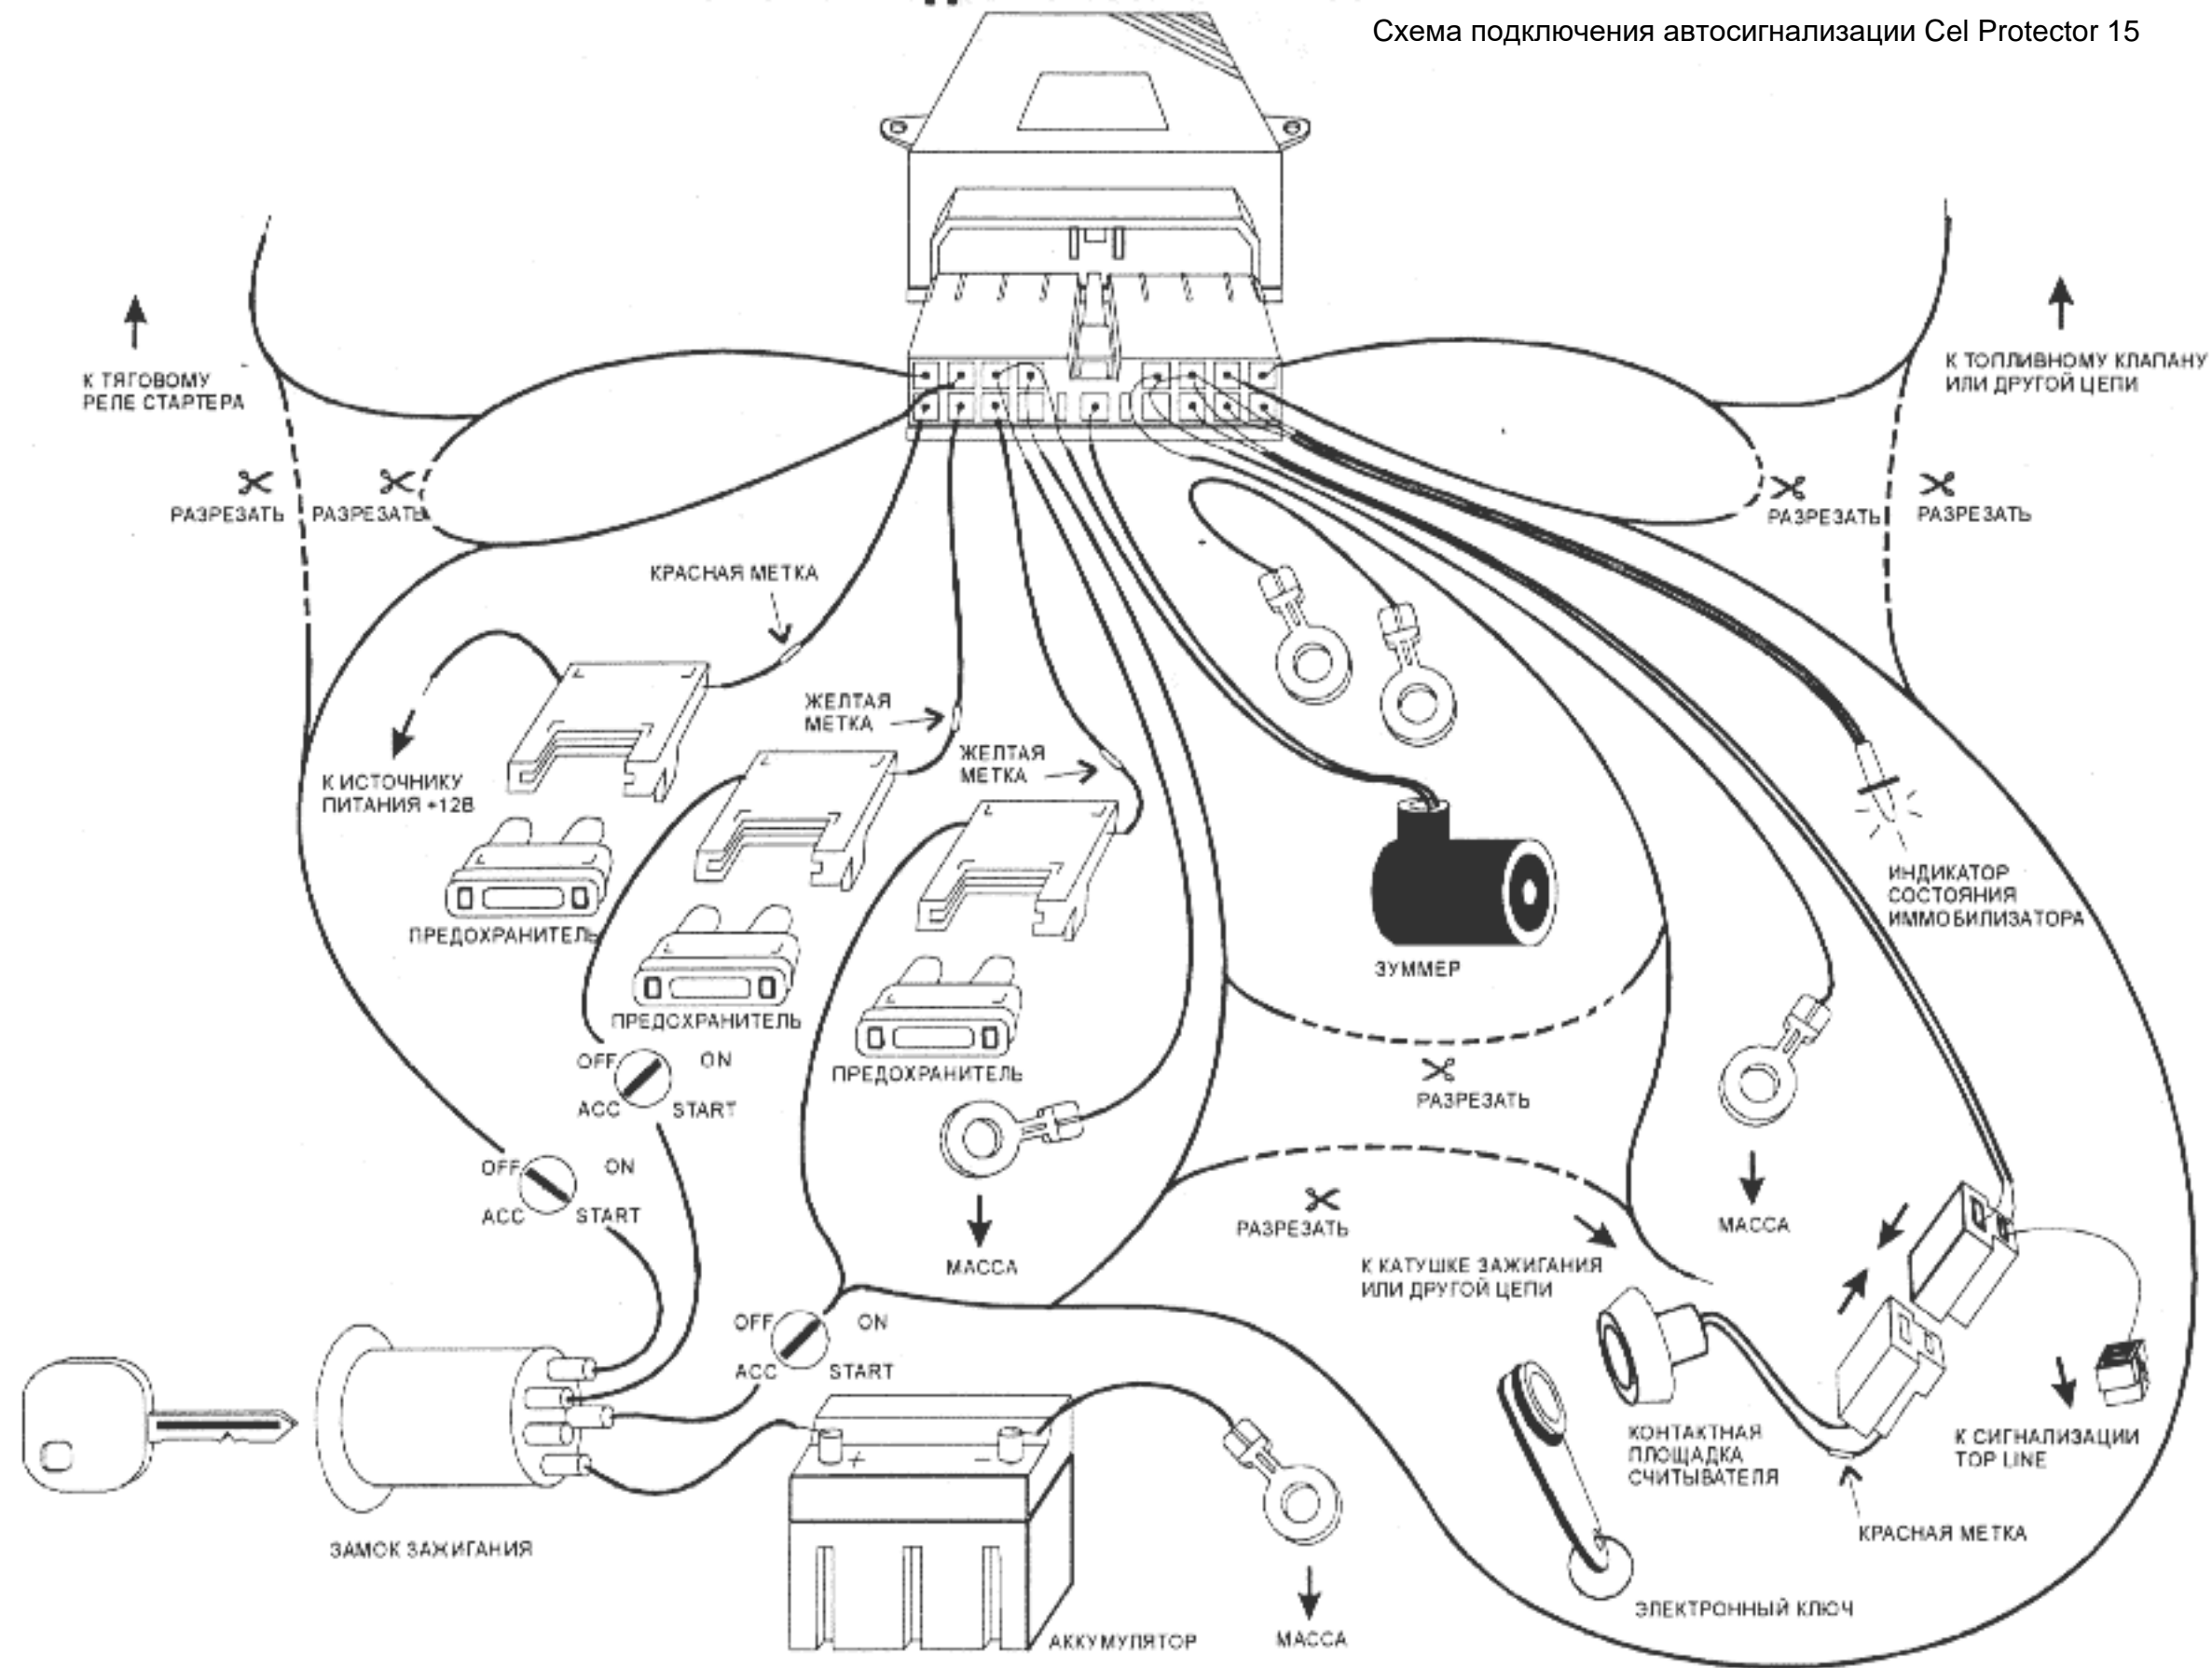 Схема подключения автосигнализации Cel Protector 15
К ТЯГОВОМУ
РЕЛЕ СТАРТЕРА
К ТОПЛИВНОМУ КЛАПАНУ
ИЛИ ДРУГОЙ ЦЕПИ
РАЗРЕЗАТЬ
РАЗРЕЗАТЬ
РАЗРЕЗАТЬ
РАЗРЕЗАТЬ
КРАСНАЯ МЕТКА
ЖЕЛТАЯ
МЕТКА
ЖЕЛТАЯ
МЕТКА
К ИСТОЧНИКУ
ПИТАНИЯ +12В
ПРЕДОХРАНИТЕЛЬ
ПРЕДОХРАНИТЕЛЬ
ПРЕДОХРАНИТЕЛЬ
ЗУММЕР
ИНДИКАТОР
СОСТОЯНИЯ
ИММОБИЛИЗАТОРА
OFF ON
ACC START
РАЗРЕЗАТЬ
OFF ON
ACC START
РАЗРЕЗАТЬ
МАССА
МАССА
К КАТУШКЕ ЗАЖИГАНИЯ
ИЛИ ДРУГОЙ ЦЕПИ
OFF ON
ACC START
+ −
КОНТАКТНАЯ
ПЛОЩАДКА
СЧИТЫВАТЕЛЯ
К СИГНАЛИЗАЦИИ
TOP LINE
КРАСНАЯ МЕТКА
ЗАМОК ЗАЖИГАНИЯ
ЭЛЕКТРОННЫЙ КЛЮЧ
АККУМУЛЯТОР
МАССА